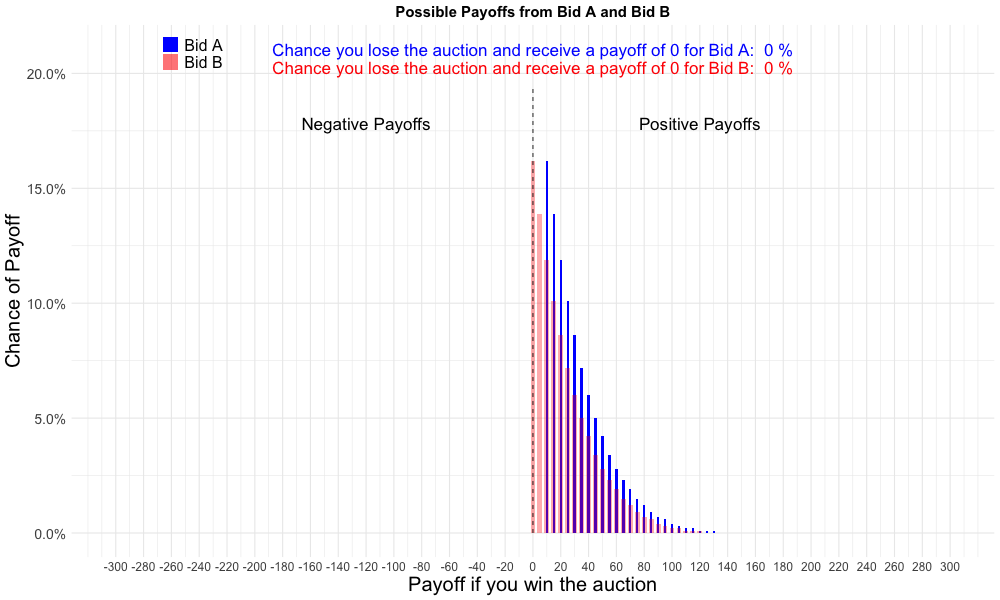 Possible Payoffs from Bid A and Bid B
Bid A
Bid B
Chance you lose the auction and receive a payoff of 0 for Bid A:  0 %
Chance you lose the auction and receive a payoff of 0 for Bid B:  0 %
Negative Payoffs
Positive Payoffs
Chance of Payoff
20.0%
15.0%
10.0%
5.0%
0.0%
-300 -280 -260 -240 -220 -200 -180 -160 -140 -120 -100 -80 -60 -40 -20 0 20 40 60 80 100 120 140 160 180 200 220 240 260 280 300
Payoff if you win the auction